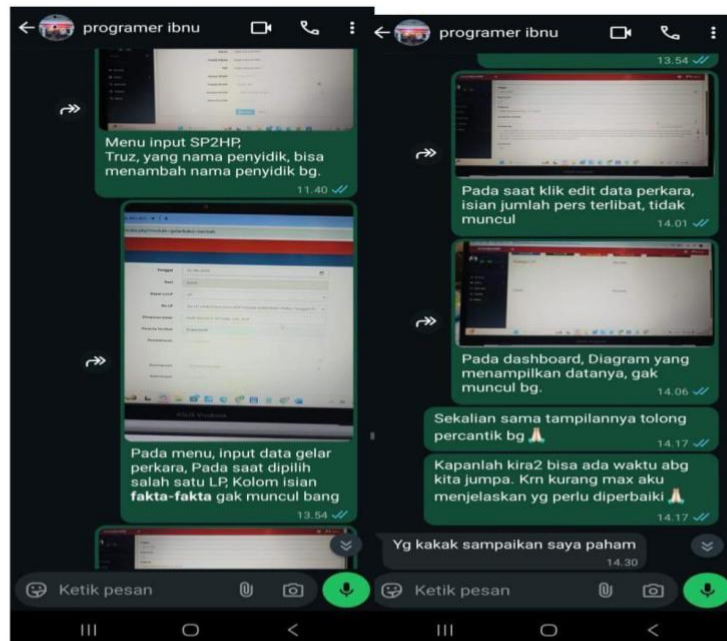 programer ibnu
Menu input SP2HP,
Truz, yang nama penyidik, bisa
menambah nama penyidik bg.
11.40
Tanggal
Hari
No LP
Pada menu, input data gelar
perkara, Pada saat dipilih
salah satu LP, Kolom isian
fakta-fakta gak muncul bang
13.54
Ketik pesan
programer ibnu
13.54
Pada saat klik edit data perkara,
isian jumlah pers terlibat, tidak
muncul
14.01
Pada dashboard, Diagram yang
menampilkan datanya, gak
muncul bg.
14.06
Sekalian sama tampilannya tolong
percantik bg 🙏🏻
14.17
Kapanlah kira2 bisa ada waktu abg
kita jumpa. Krn kurang max aku
menjelaskan yg perlu diperbaiki 🙏🏻
14.17
Yg kakak sampaikan saya paham
14.30
Ketik pesan